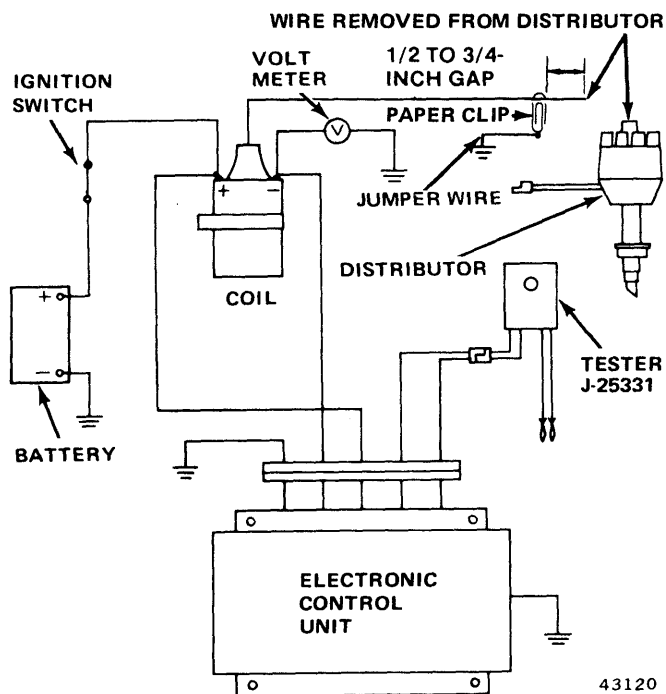 WIRE REMOVED FROM DISTRIBUTOR
VOLT
METER
1/2 TO 3/4-
INCH GAP
IGNITION
SWITCH
PAPER CLIP
V
+
−
JUMPER WIRE
DISTRIBUTOR
COIL
+
−
TESTER
J-25331
BATTERY
ELECTRONIC
CONTROL
UNIT
43120